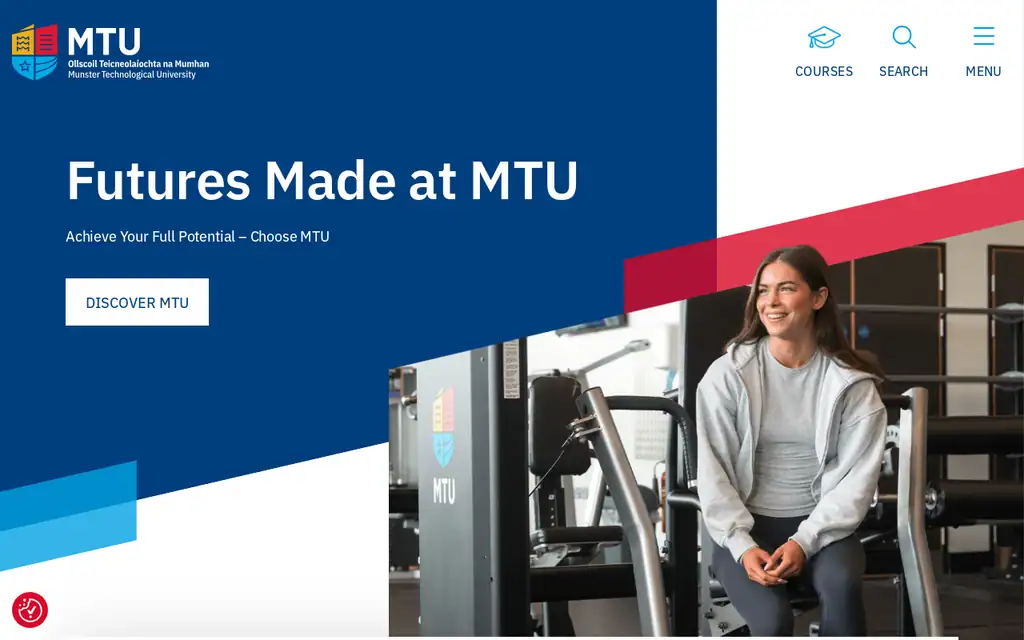 MTU
Ollscoil Teicneolaíochta na Mumhan
Munster Technological University
COURSES
SEARCH
MENU
Futures Made at MTU
Achieve Your Full Potential – Choose MTU
DISCOVER MTU
MTU